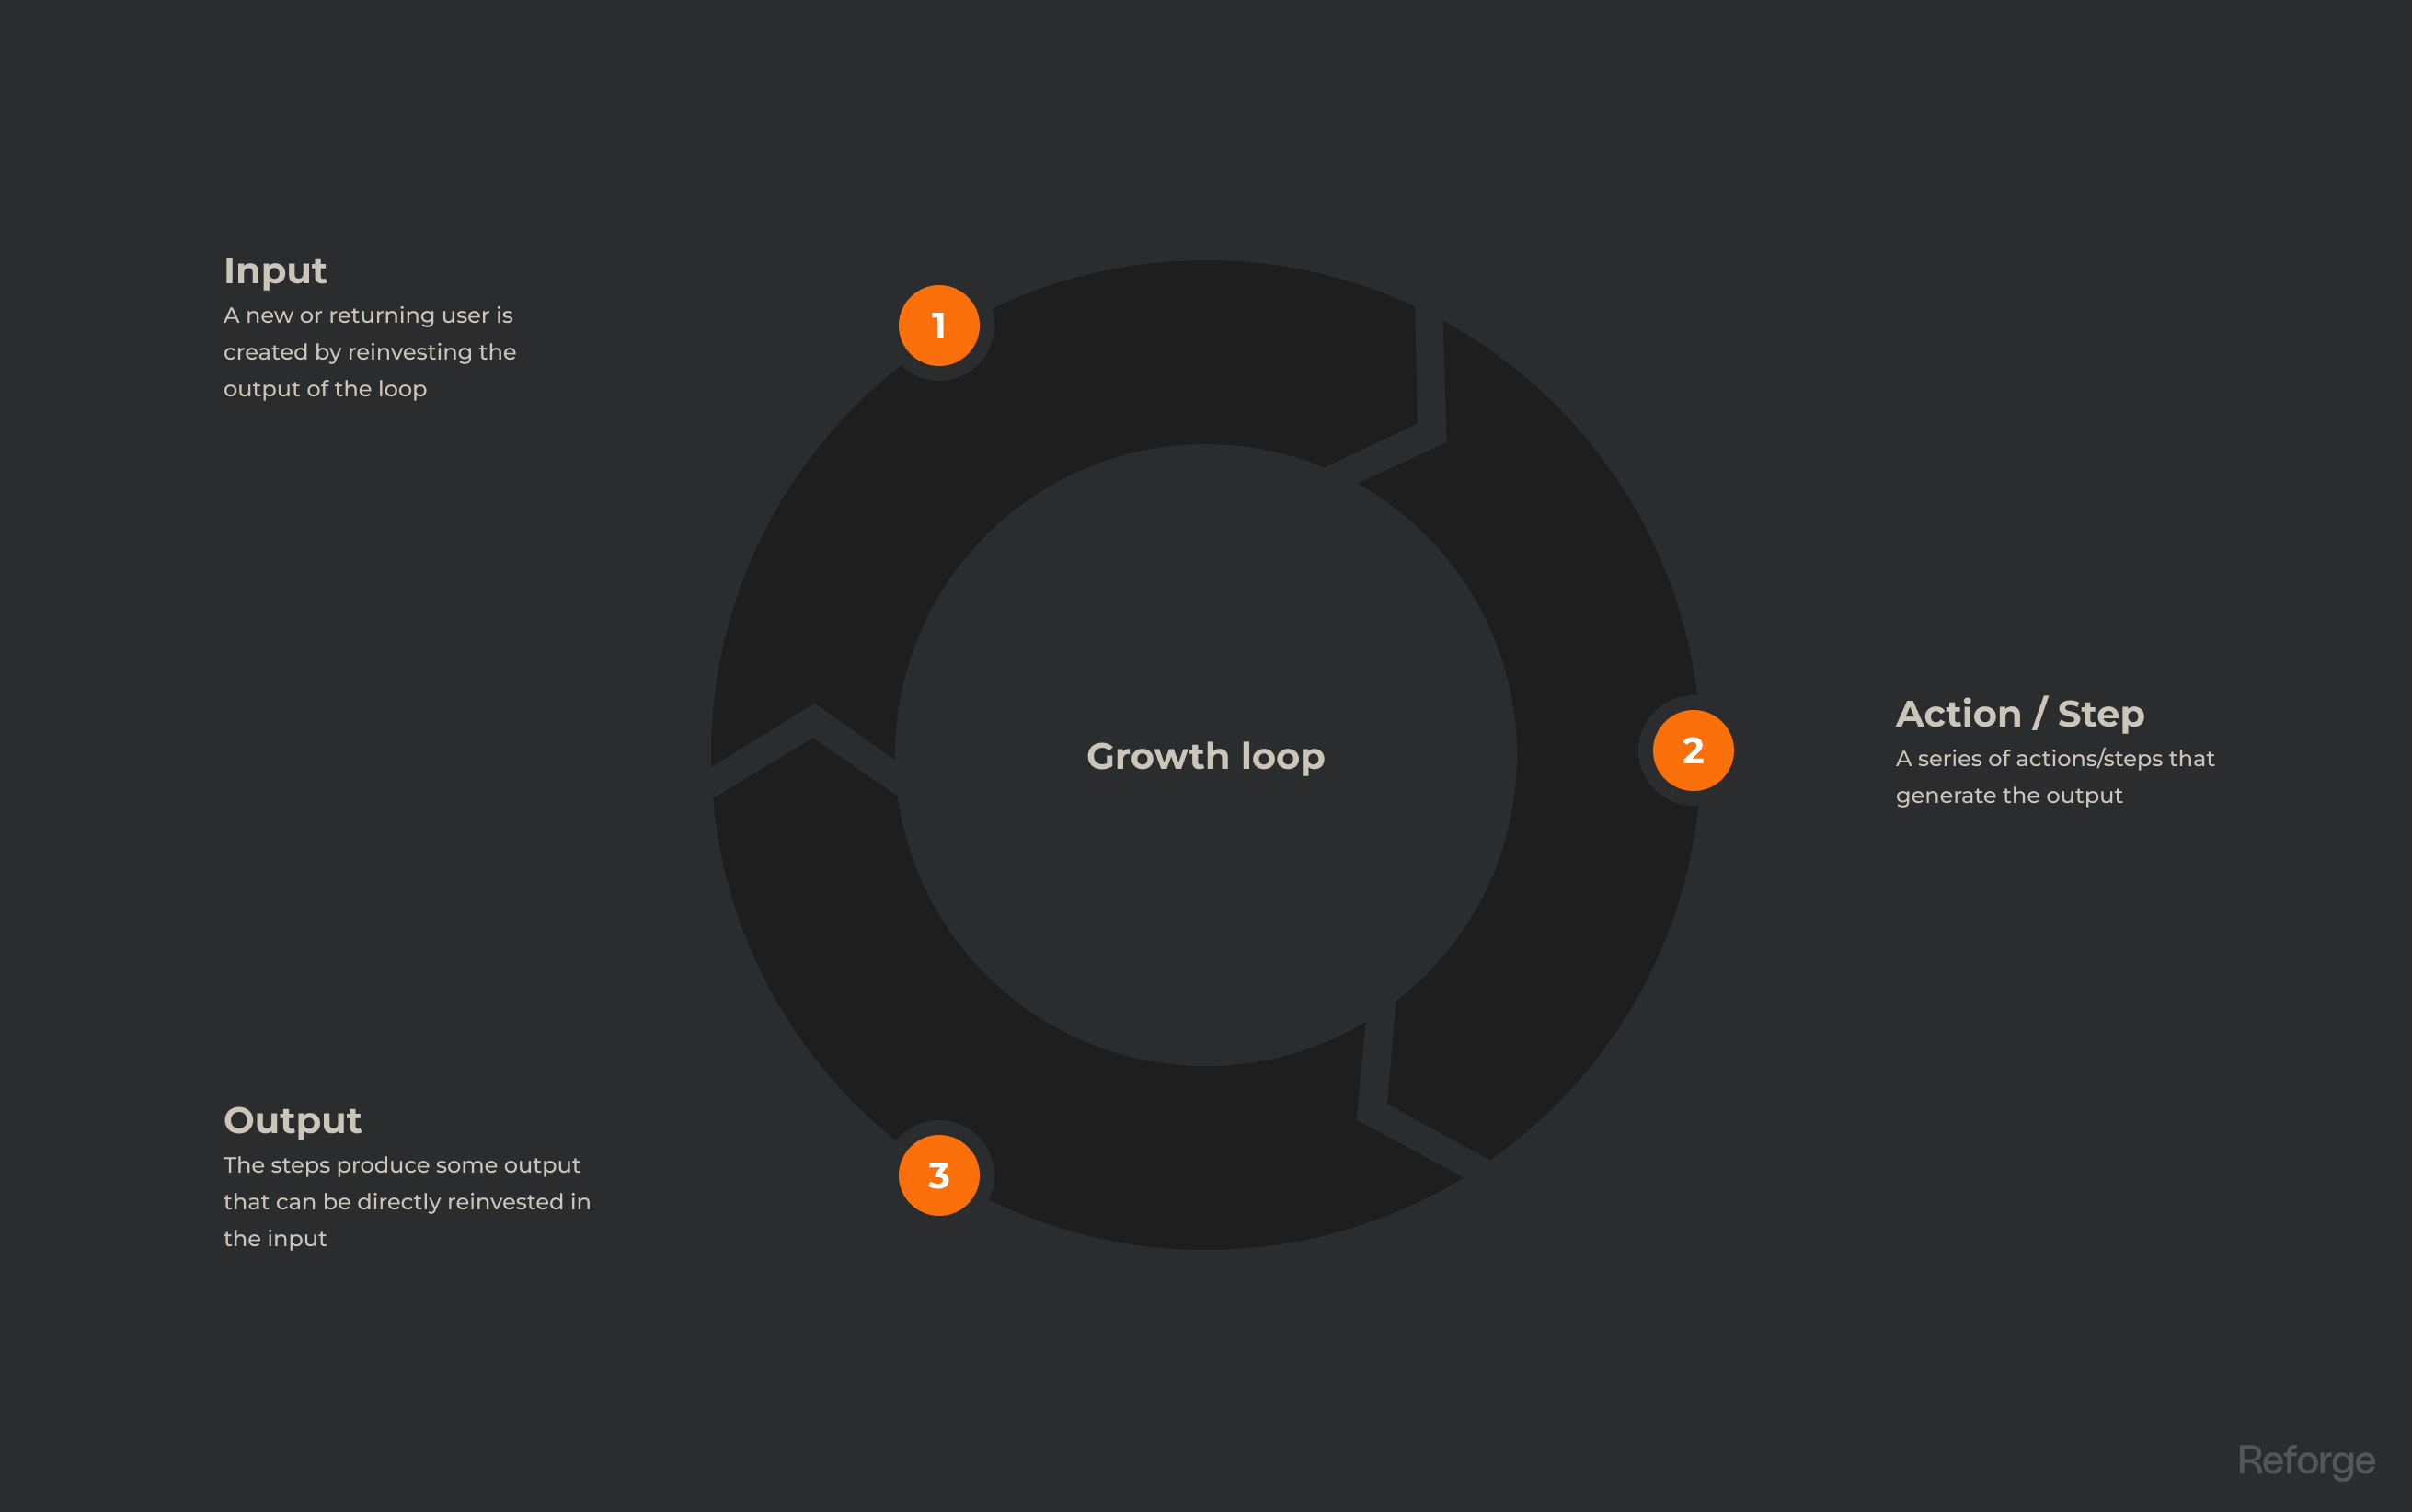 Input
A new or returning user is
created by reinvesting the
output of the loop
1
Growth loop
2
Action / Step
A series of actions/steps that
generate the output
Output
The steps produce some output
that can be directly reinvested in
the input
3
Reforge